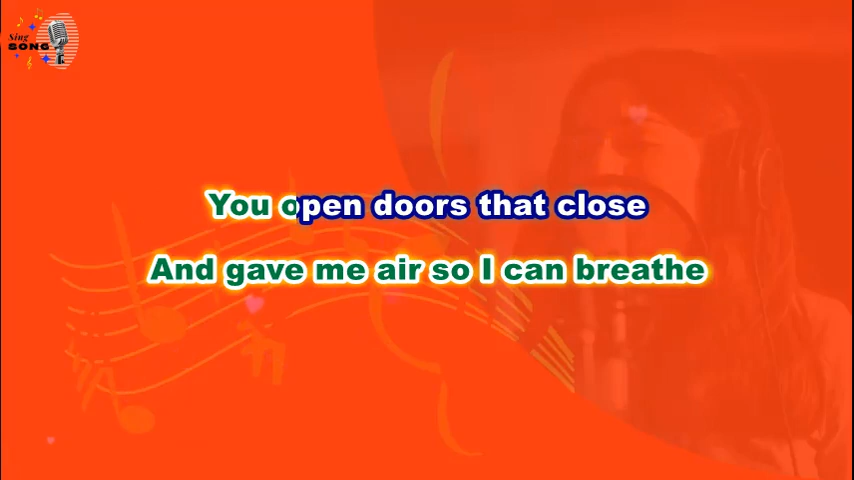 Sing
SONG
You open doors that close
And gave me air so I can breathe